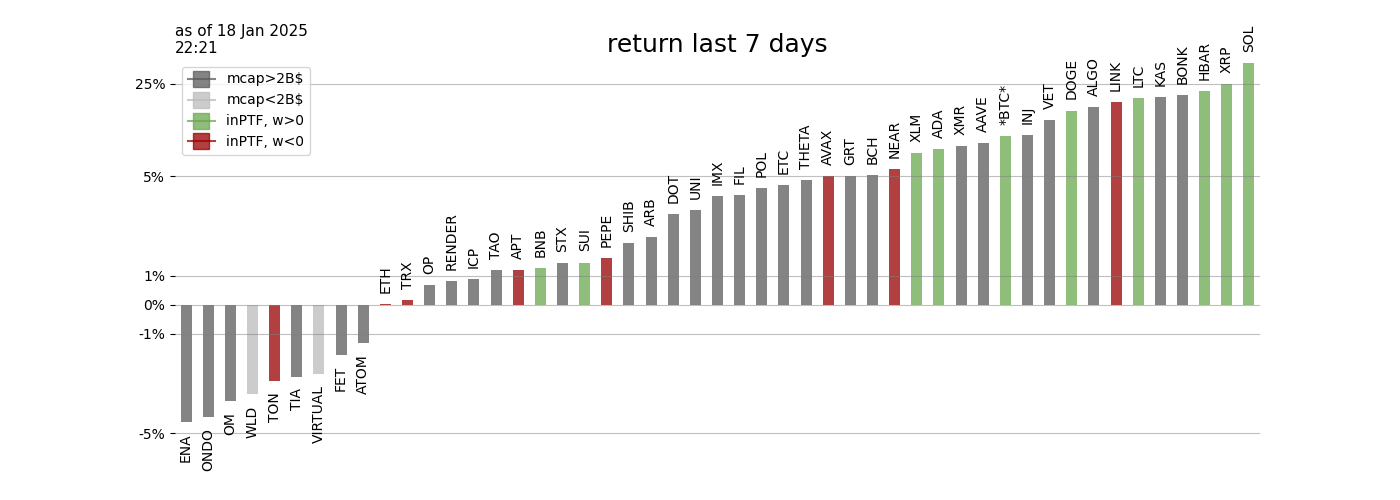 as of 18 Jan 2025
22:21
return last 7 days
mcap>2B$
mcap<2B$
inPTF, w>0
inPTF, w<0
25%
5%
1%
0%
-1%
-5%
ENA
ONDO
OM
WLD
TON
TIA
VIRTUAL
FET
ATOM
ETH
TRX
OP
RENDER
ICP
TAO
APT
BNB
STX
SUI
PEPE
SHIB
ARB
DOT
UNI
IMX
FIL
POL
ETC
THETA
AVAX
GRT
BCH
NEAR
XLM
ADA
XMR
AAVE
*BTC*
INJ
VET
DOGE
ALGO
LINK
LTC
KAS
BONK
HBAR
XRP
SOL